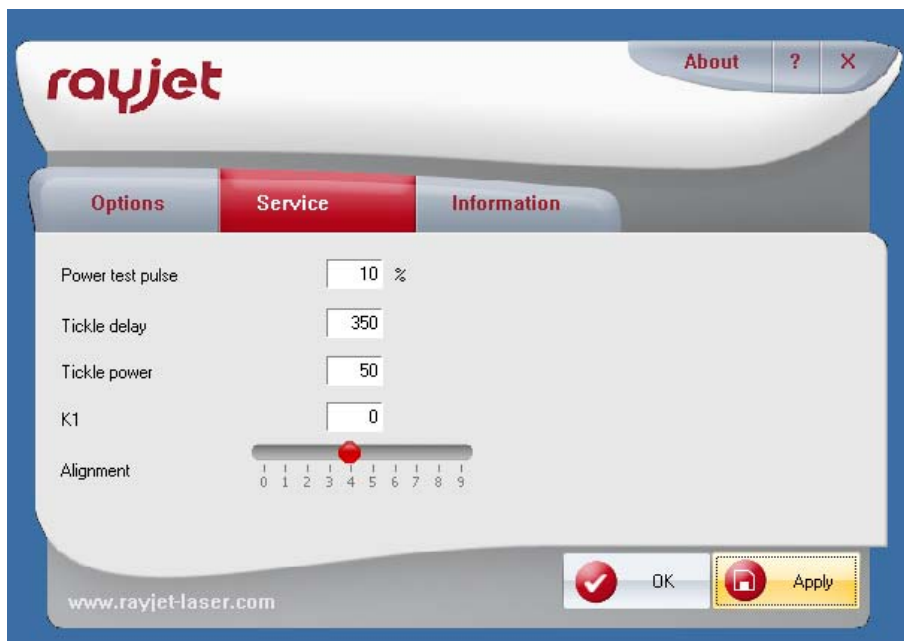 rayjet
About ? X
Options Service Information
Power test pulse 10 %
Tickle delay 350
Tickle power 50
K1 0
Alignment
0 1 2 3 4 5 6 7 8 9
OK Apply
www.rayjet-laser.com